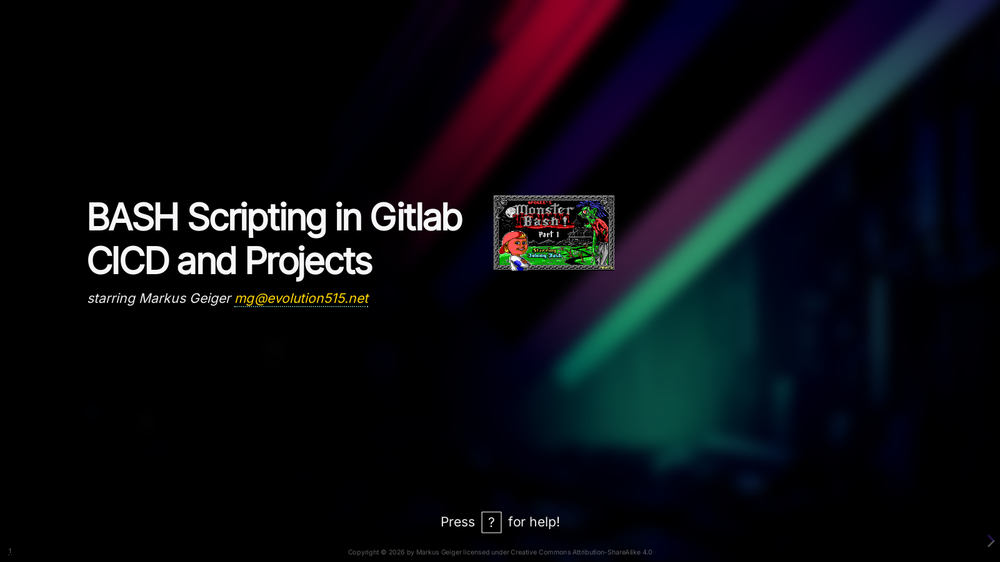 BASH Scripting in Gitlab
CICD and Projects
starring Markus Geiger mg@evolution515.net
APOGEE'S
Monster
Bash!
Part 1
Starring
Johnny Dash
Press ? for help!
1
Copyright © 2026 by Markus Geiger licensed under Creative Commons Attribution-ShareAlike 4.0